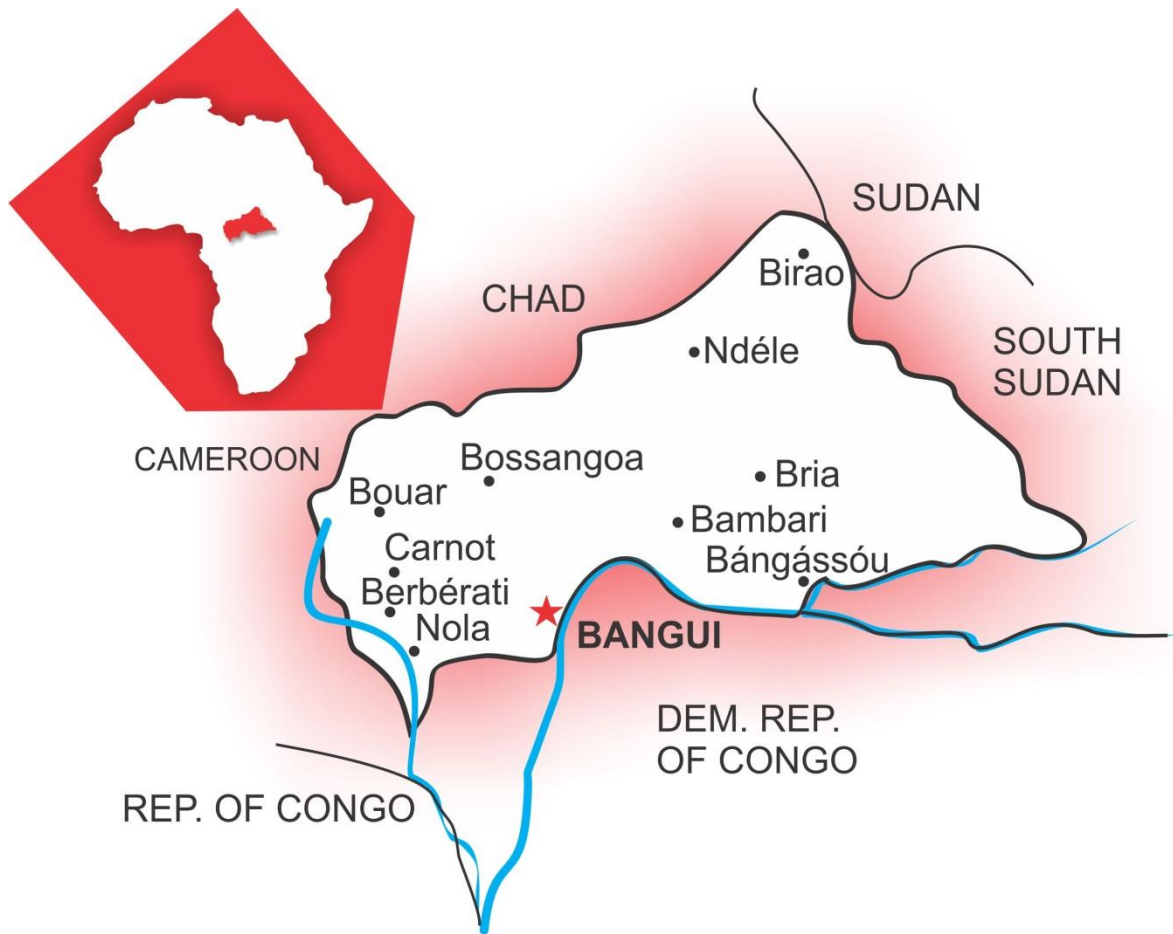 SUDAN
Birao
CHAD
Ndéle
SOUTH
SUDAN
CAMEROON
Bossangoa
Bria
Bouar
Bambari
Carnot
Bángássóu
Berbérati
Nola
BANGUI
DEM. REP.
OF CONGO
REP. OF CONGO